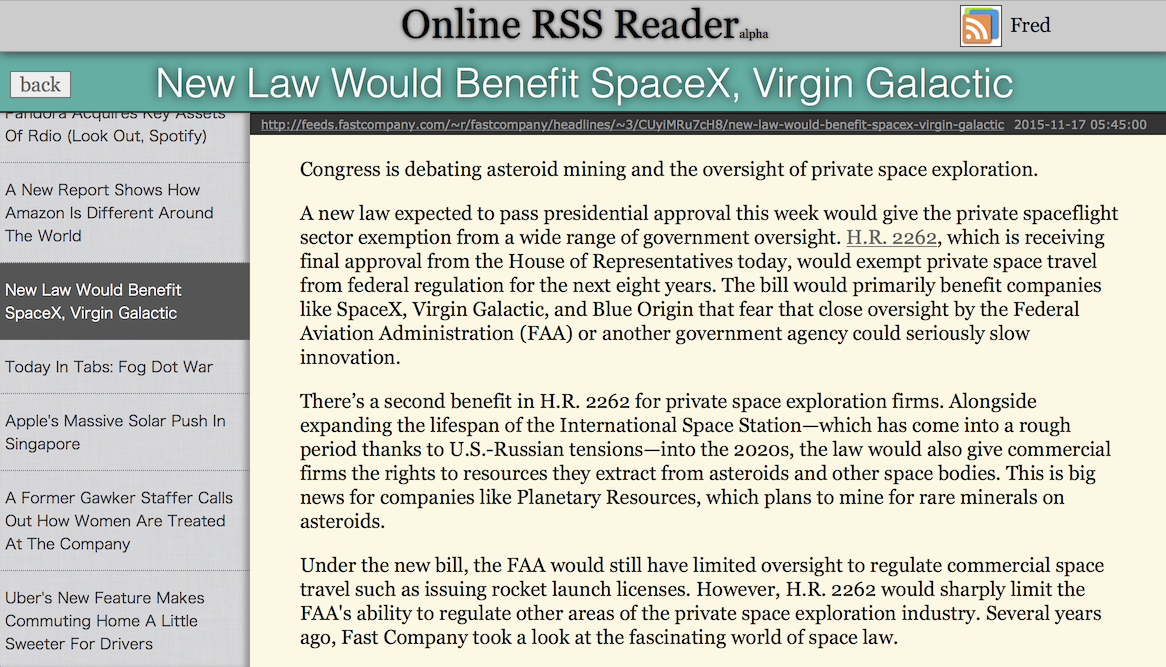 Online RSS Reader alpha
Fred
back
New Law Would Benefit SpaceX, Virgin Galactic
Pandora Acquires Key Assets
Of Rdio (Look Out, Spotify)
A New Report Shows How
Amazon Is Different Around
The World
New Law Would Benefit
SpaceX, Virgin Galactic
Today In Tabs: Fog Dot War
Apple's Massive Solar Push In
Singapore
A Former Gawker Staffer Calls
Out How Women Are Treated
At The Company
Uber's New Feature Makes
Commuting Home A Little
Sweeter For Drivers
http://feeds.fastcompany.com/~r/fastcompany/headlines/~3/CUyiMRu7cH8/new-law-would-benefit-spacex-virgin-galactic 2015-11-17 05:45:00
Congress is debating asteroid mining and the oversight of private space exploration.
A new law expected to pass presidential approval this week would give the private spaceflight
sector exemption from a wide range of government oversight. H.R. 2262, which is receiving
final approval from the House of Representatives today, would exempt private space travel
from federal regulation for the next eight years. The bill would primarily benefit companies
like SpaceX, Virgin Galactic, and Blue Origin that fear that close oversight by the Federal
Aviation Administration (FAA) or another government agency could seriously slow
innovation.
There’s a second benefit in H.R. 2262 for private space exploration firms. Alongside
expanding the lifespan of the International Space Station—which has come into a rough
period thanks to U.S.-Russian tensions—into the 2020s, the law would also give commercial
firms the rights to resources they extract from asteroids and other space bodies. This is big
news for companies like Planetary Resources, which plans to mine for rare minerals on
asteroids.
Under the new bill, the FAA would still have limited oversight to regulate commercial space
travel such as issuing rocket launch licenses. However, H.R. 2262 would sharply limit the
FAA's ability to regulate other areas of the private space exploration industry. Several years
ago, Fast Company took a look at the fascinating world of space law.